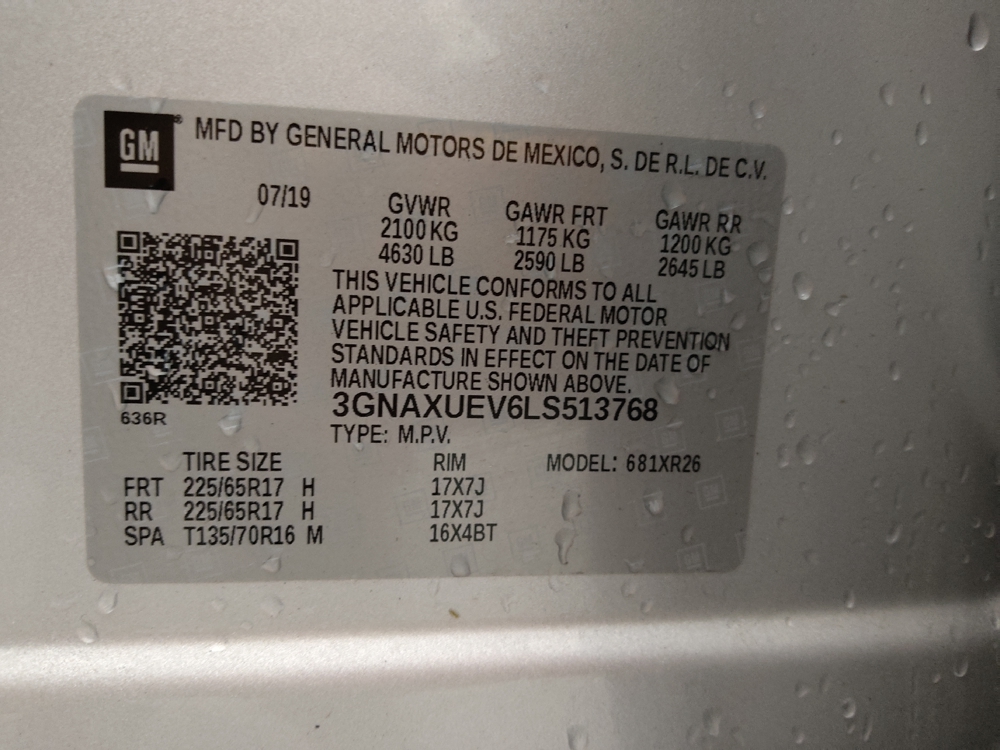 GM ® MFD BY GENERAL MOTORS DE MEXICO, S. DE R.L. DE C.V.
07/19 GVWR GAWR FRT GAWR RR
2100 KG 1175 KG 1200 KG
4630 LB 2590 LB 2645 LB
THIS VEHICLE CONFORMS TO ALL
APPLICABLE U.S. FEDERAL MOTOR
VEHICLE SAFETY AND THEFT PREVENTION
STANDARDS IN EFFECT ON THE DATE OF
MANUFACTURE SHOWN ABOVE.
636R 3GNAXUEV6LS513768
TYPE: M.P.V.
TIRE SIZE RIM MODEL: 681XR26
FRT 225/65R17 H 17X7J
RR 225/65R17 H 17X7J
SPA T135/70R16 M 16X4BT